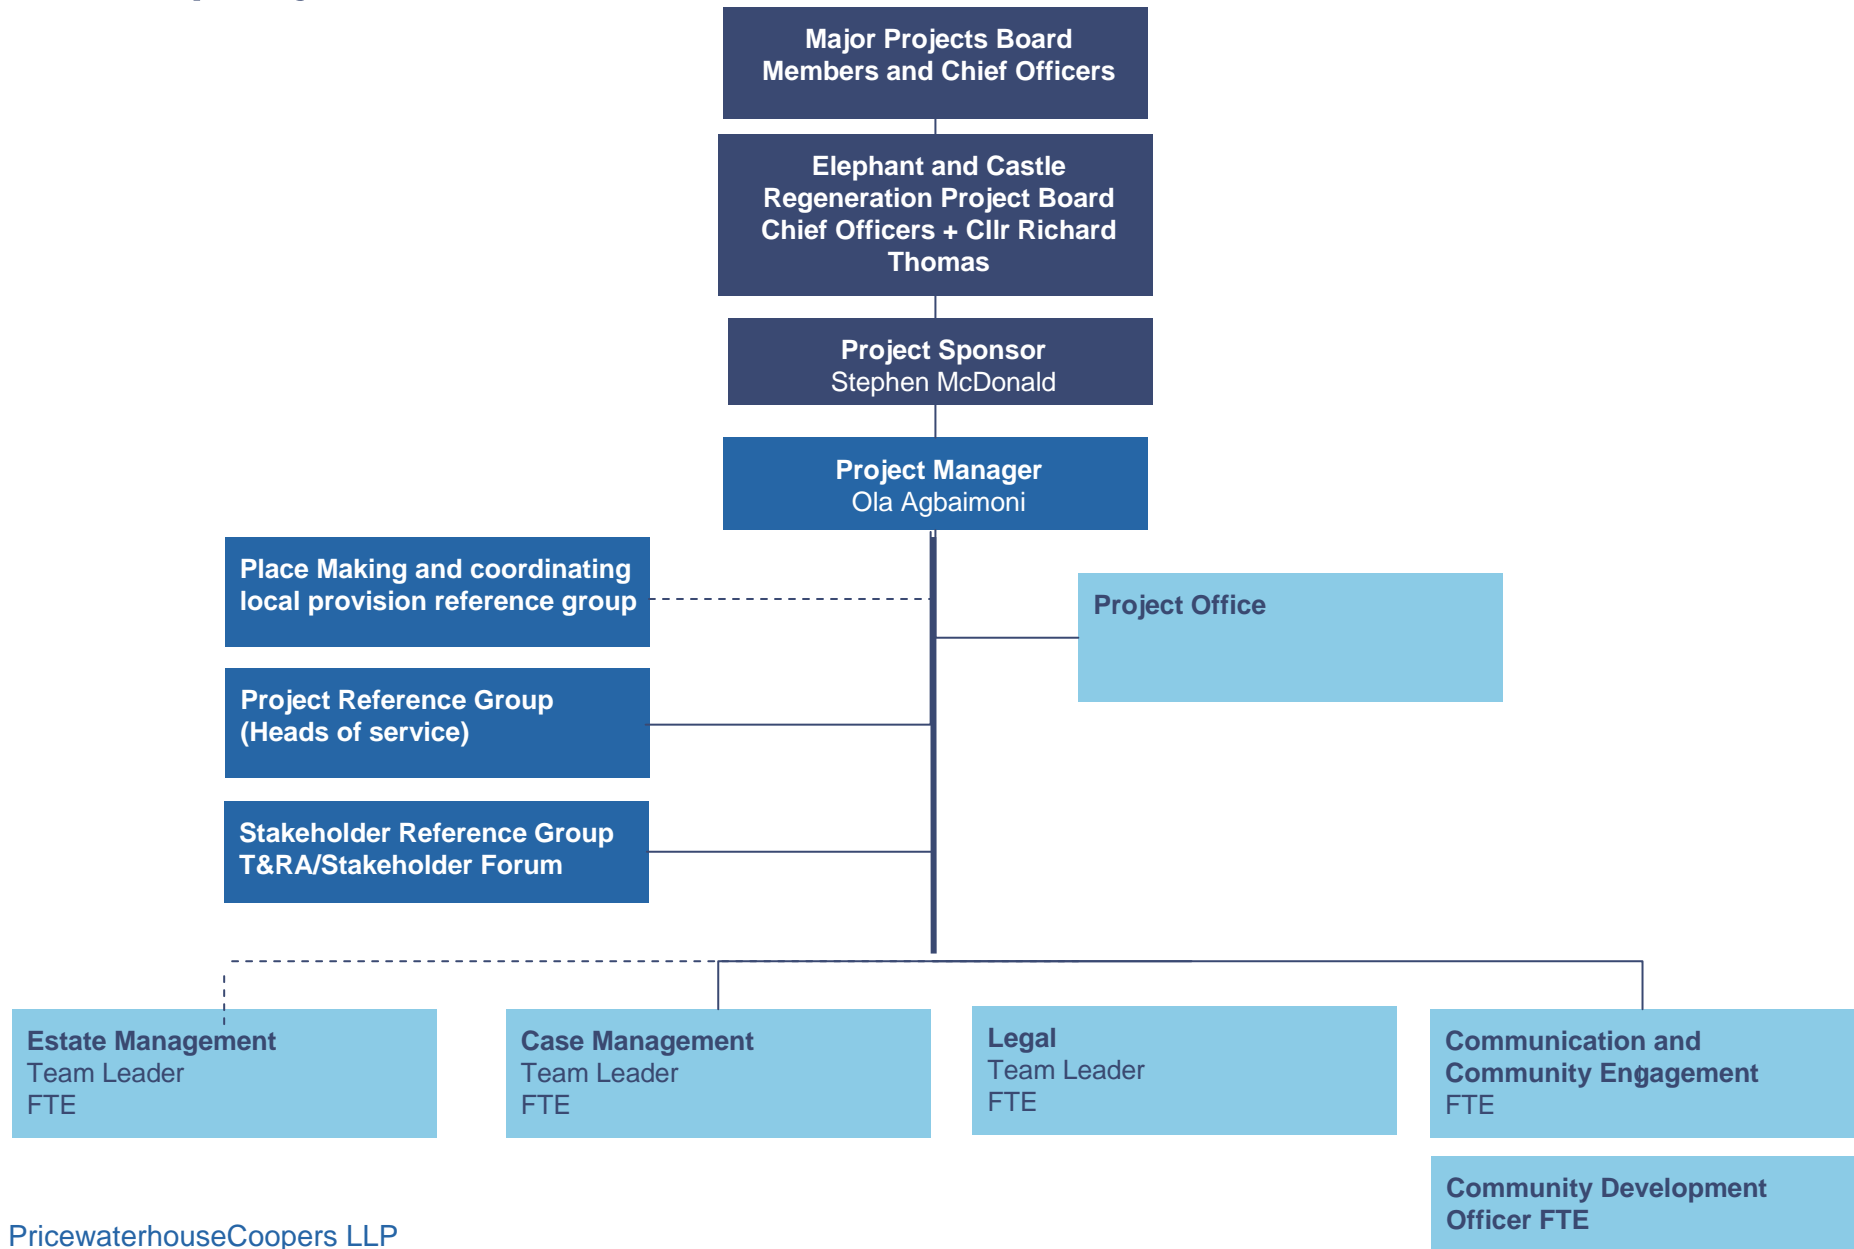 Major Projects Board
Members and Chief Officers
Elephant and Castle
Regeneration Project Board
Chief Officers + Cllr Richard
Thomas
Project Sponsor
Stephen McDonald
Project Manager
Ola Agbaimoni
Place Making and coordinating
local provision reference group
Project Office
Project Reference Group
(Heads of service)
Stakeholder Reference Group
T&RA/Stakeholder Forum
Estate Management
Team Leader
FTE
Case Management
Team Leader
FTE
Legal
Team Leader
FTE
Communication and
Community Engagement
FTE
Community Development
Officer FTE
PricewaterhouseCoopers LLP